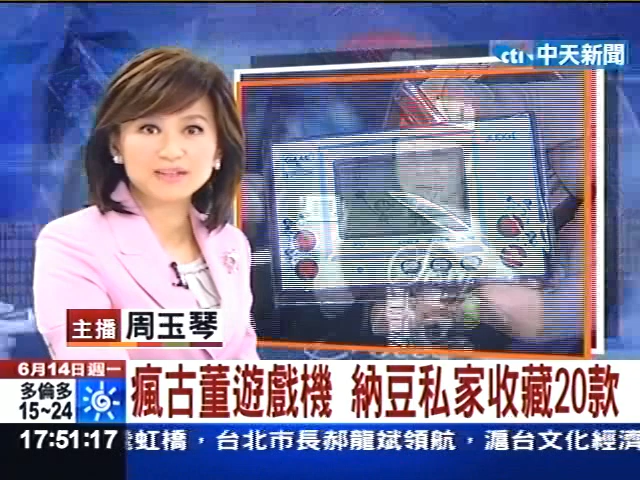 ctiTV 中天新聞
主播 周玉琴
6月14日週一
多倫多
15~24
瘋古董遊戲機 納豆私家收藏20款
17:51:17
虹橋，台北市長郝龍斌領航，滬台文化經濟